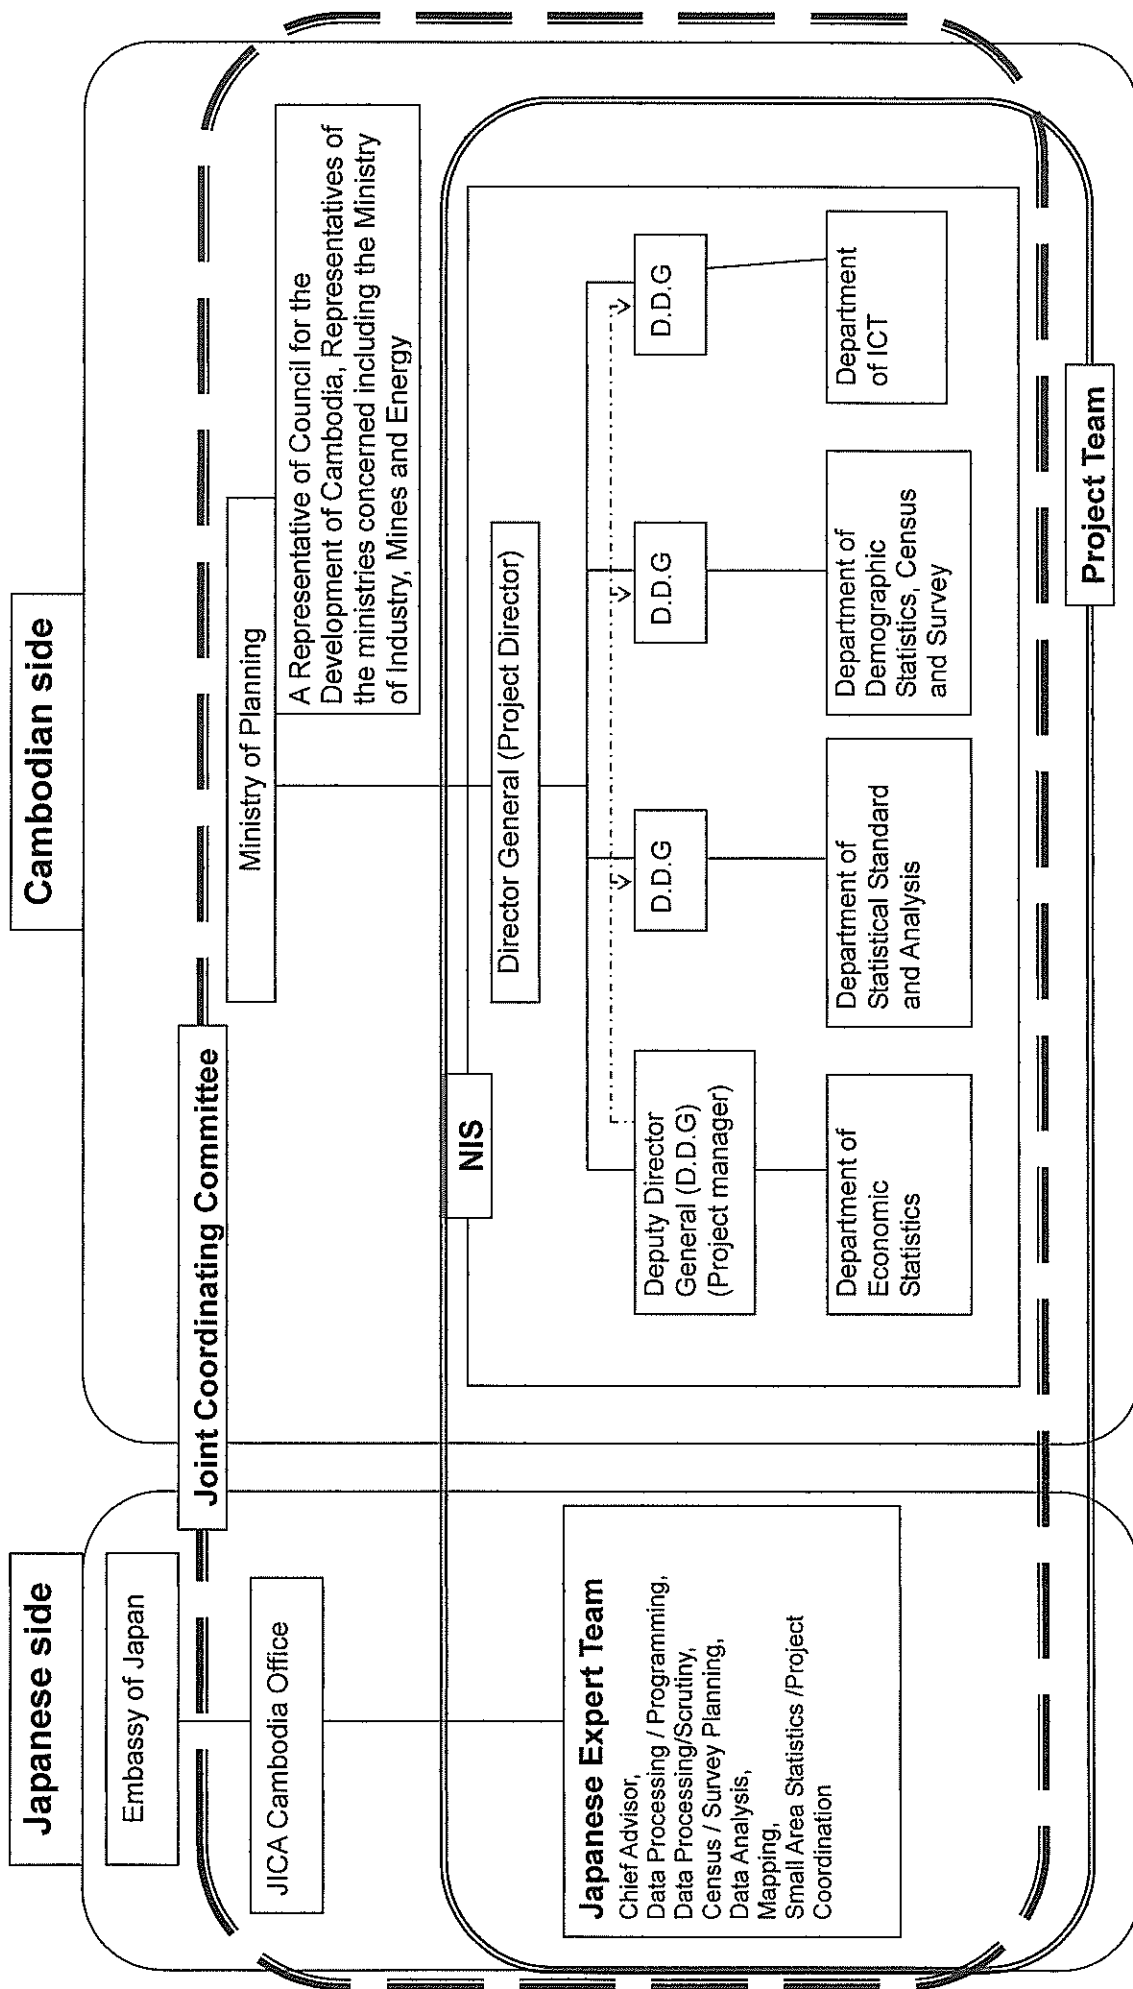 Japanese side
Cambodian side
Embassy of Japan
Joint Coordinating Committee
JICA Cambodia Office
Ministry of Planning
A Representative of Council for the
Development of Cambodia, Representatives of
the ministries concerned including the Ministry
of Industry, Mines and Energy
NIS
Director General (Project Director)
Japanese Expert Team
Chief Advisor,
Data Processing / Programming,
Data Processing/Scrutiny,
Census / Survey Planning,
Data Analysis,
Mapping,
Small Area Statistics /Project
Coordination
Deputy Director
General (D.D.G)
(Project manager)
D.D.G
D.D.G
D.D.G
Department of
Economic
Statistics
Department of
Statistical Standard
and Analysis
Department of
Demographic
Statistics, Census
and Survey
Department
of ICT
Project Team